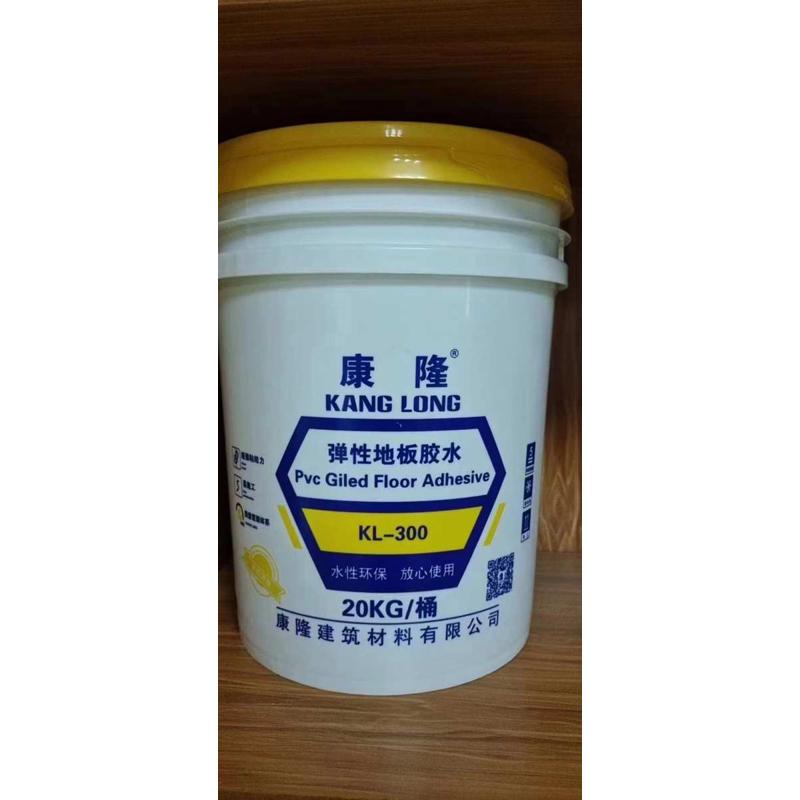 康 隆®
KANG LONG
弹性地板胶水
Pvc Giled Floor Adhesive
KL-300
水性环保 放心使用
20KG/桶
康隆建筑材料有限公司